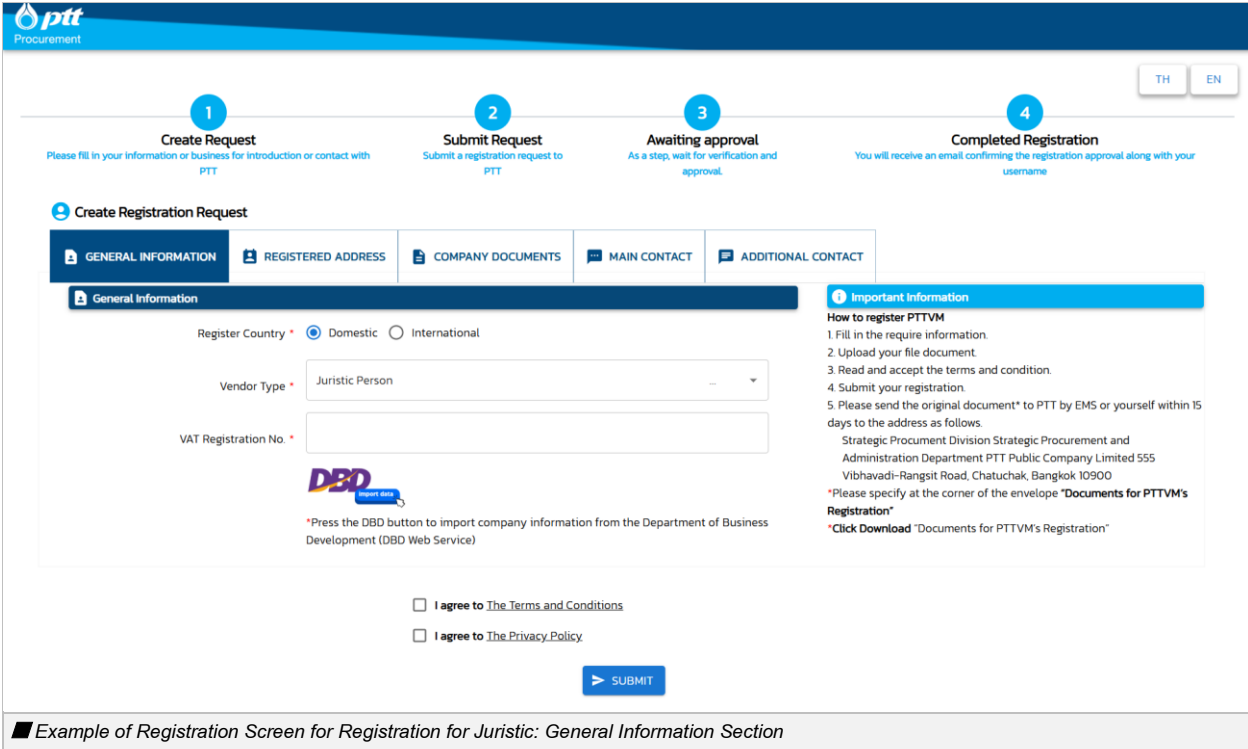 ptt
Procurement
TH EN
1 2 3 4
Create Request
Please fill in your information or business for introduction or contact with
PTT
Submit Request
Submit a registration request to
PTT
Awaiting approval
As a step, wait for verification and
approval.
Completed Registration
You will receive an email confirming the registration approval along with your
username
Create Registration Request
GENERAL INFORMATION REGISTERED ADDRESS COMPANY DOCUMENTS MAIN CONTACT ADDITIONAL CONTACT
General Information
Register Country * Domestic International
Vendor Type * Juristic Person ...
VAT Registration No. *
DBD
Import data
*Press the DBD button to import company information from the Department of Business
Development (DBD Web Service)
Important Information
How to register PTTVM
1. Fill in the require information.
2. Upload your file document.
3. Read and accept the terms and condition.
4. Submit your registration.
5. Please send the original document* to PTT by EMS or yourself within 15
days to the address as follows.
Strategic Procument Division Strategic Procurement and
Administration Department PTT Public Company Limited 555
Vibhavadi-Rangsit Road, Chatuchak, Bangkok 10900
*Please specify at the corner of the envelope "Documents for PTTVM's
Registration"
*Click Download "Documents for PTTVM's Registration"
I agree to The Terms and Conditions
I agree to The Privacy Policy
SUBMIT
Example of Registration Screen for Registration for Juristic: General Information Section